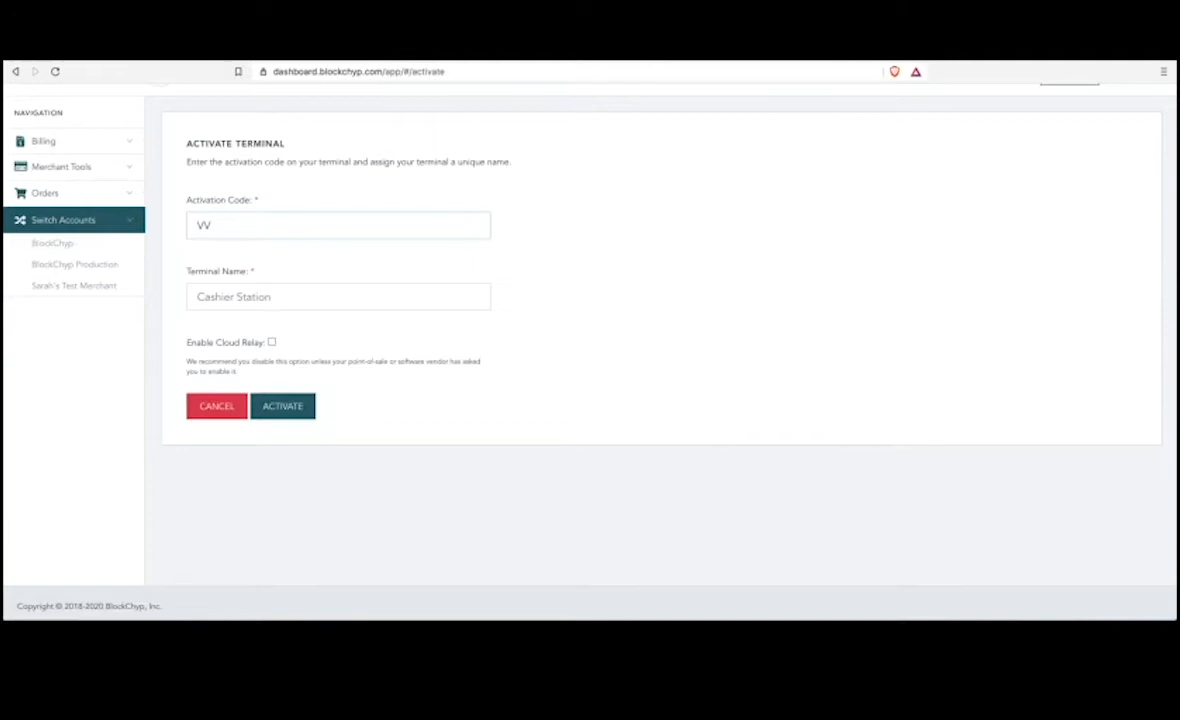 dashboard.blockchyp.com/app/#/activate
NAVIGATION
Billing
Merchant Tools
Orders
Switch Accounts
BlockChyp
BlockChyp Production
Sarah's Test Merchant
ACTIVATE TERMINAL
Enter the activation code on your terminal and assign your terminal a unique name.
Activation Code: *
VV
Terminal Name: *
Cashier Station
Enable Cloud Relay:
We recommend you disable this option unless your point-of-sale or software vendor has asked
you to enable it.
CANCEL ACTIVATE
Copyright © 2018-2020 BlockChyp, Inc.